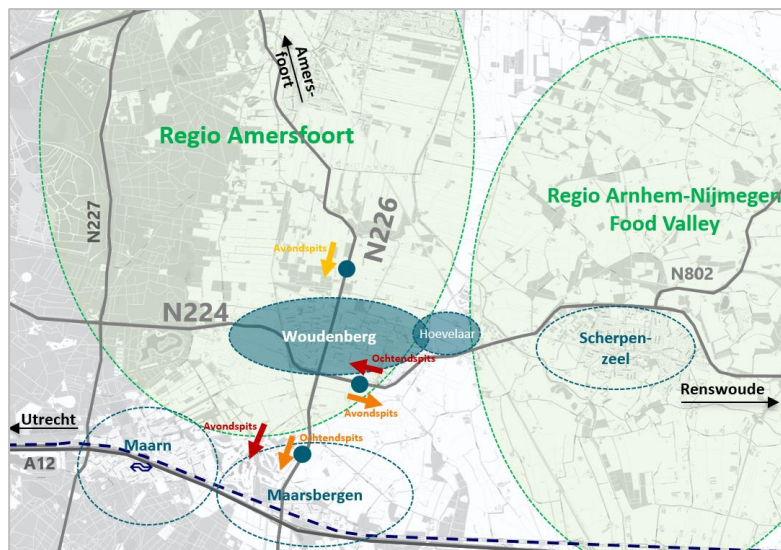 Amers-
foort
Regio Amersfoort
Regio Arnhem-Nijmegen
Food Valley
N227
N226
Avondspits
N802
N224
Woudenberg
Hoevelaar
Scherpen-
zeel
Ochtendspits
Renswoude
Avondspits
Utrecht
Avondspits
Ochtendspits
Maarn
A12
Maarsbergen